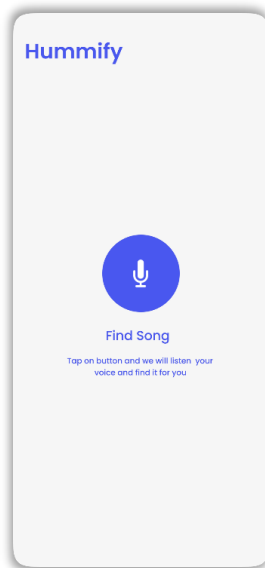 Hummify
Find Song
Tap on button and we will listen your
voice and find it for you